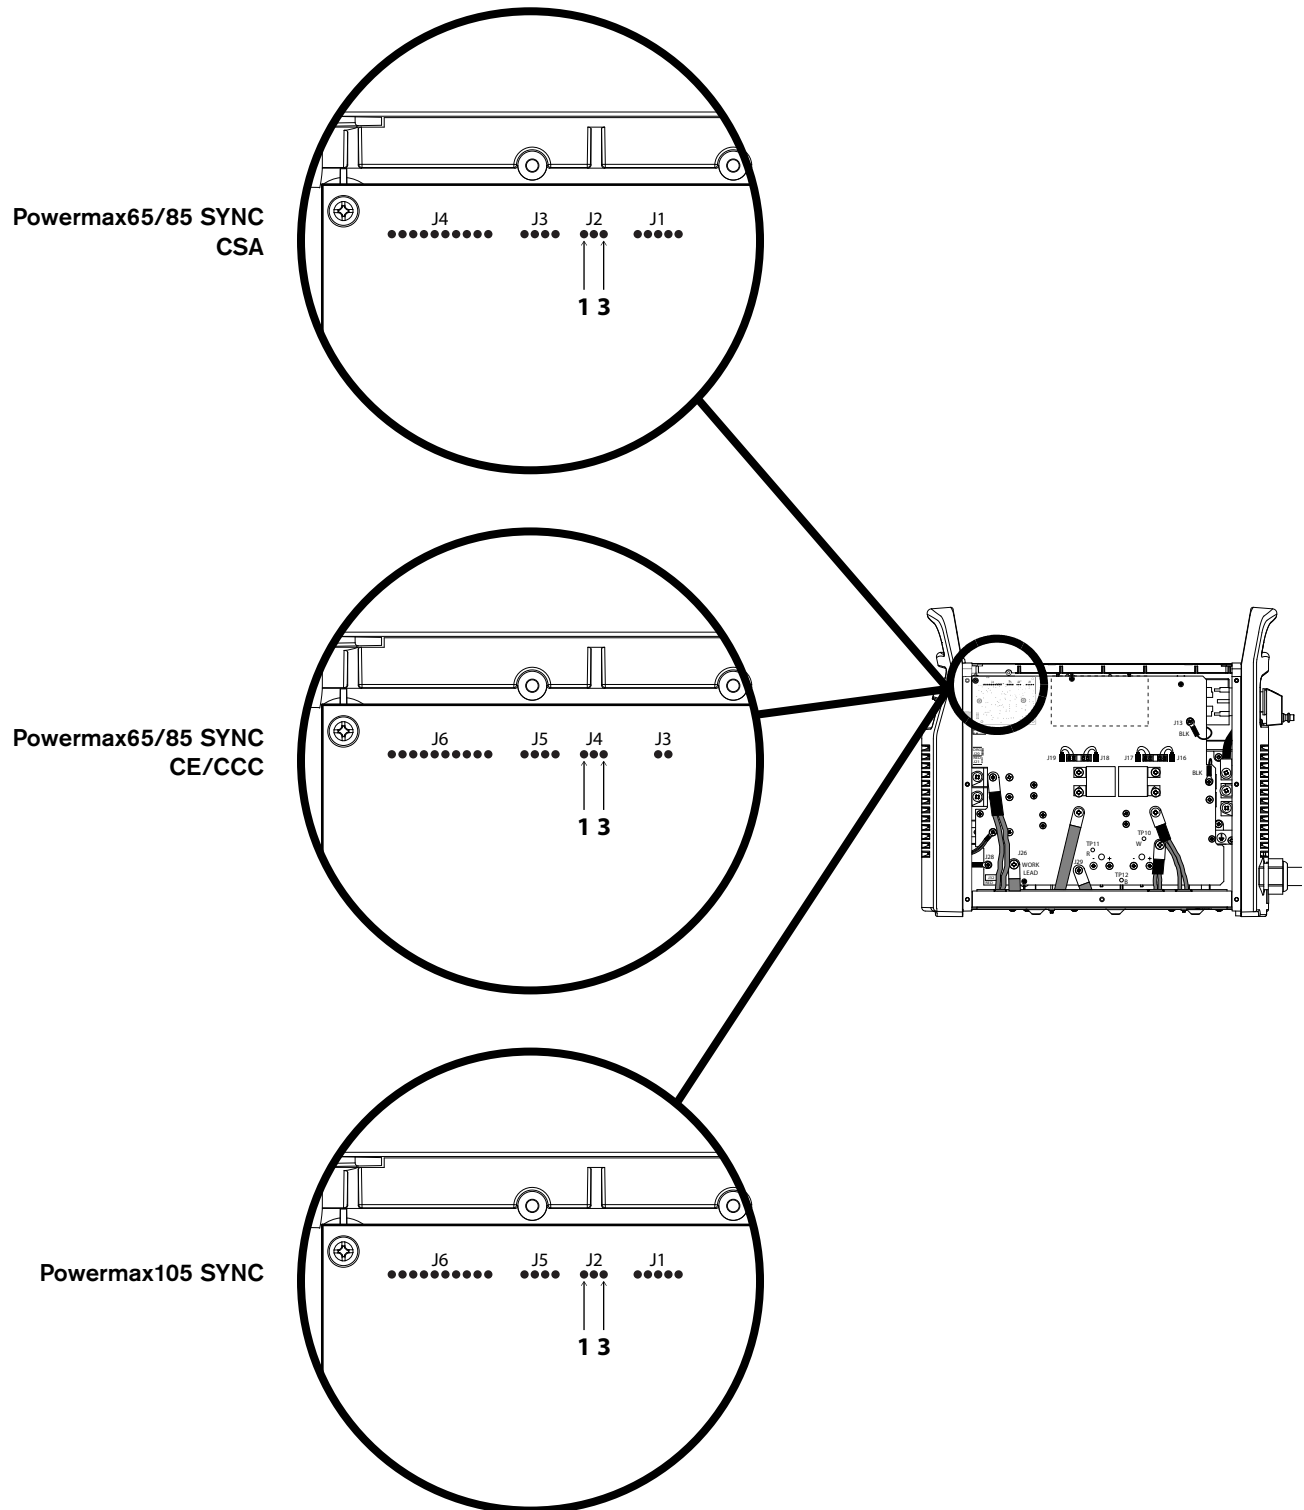 Powermax65/85 SYNC
CSA
J4 J3 J2 J1
1 3
Powermax65/85 SYNC
CE/CCC
J6 J5 J4 J3
1 3
J13
BLK
J19 J18 J17 J16
BLK
TP10
W
TP11
R
- + - +
J28 J26
WORK
LEAD
J29
TP12
B
Powermax105 SYNC
J6 J5 J2 J1
1 3